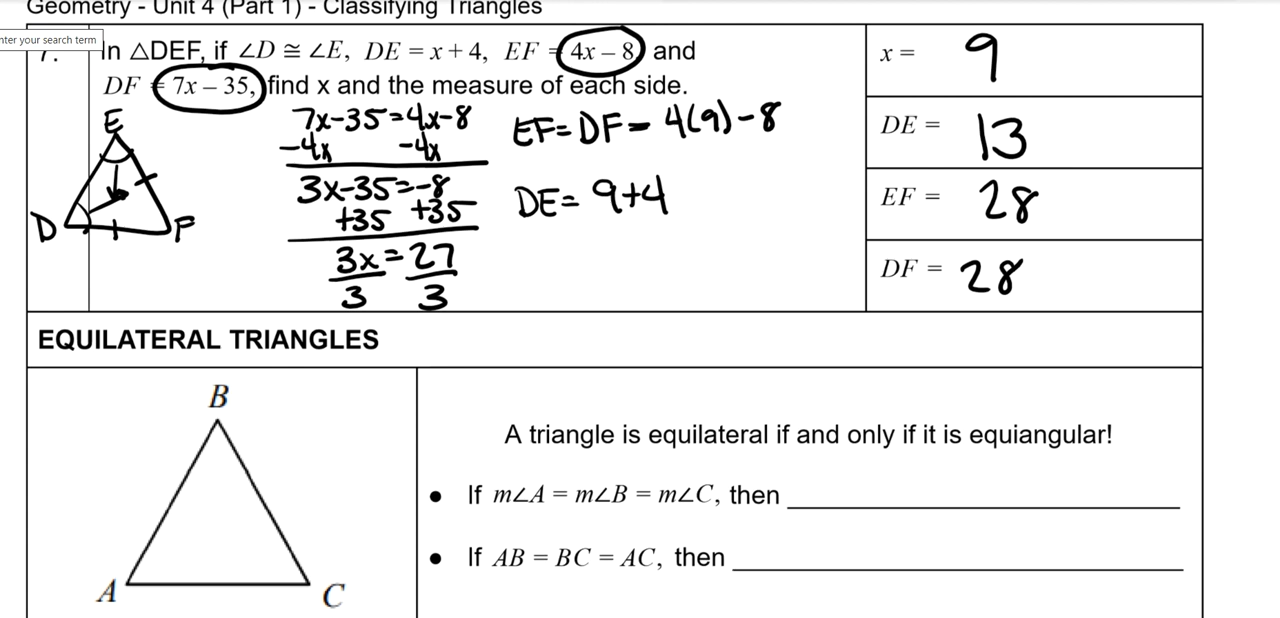 Geometry - Unit 4 (Part 1) - Classifying Triangles
nter your search term
7. In △DEF, if ∠D ≅ ∠E, DE = x + 4, EF = 4x – 8 and
DF = 7x – 35, find x and the measure of each side.
E
D
F
7x-35=4x-8
-4x -4x
3x-35=-8
+35 +35
3x=27
3 3
EF=DF=4(9)-8
DE=9+4
x = 9
DE = 13
EF = 28
DF = 28
EQUILATERAL TRIANGLES
B
A
C
A triangle is equilateral if and only if it is equiangular!
• If m∠A = m∠B = m∠C, then
• If AB = BC = AC, then